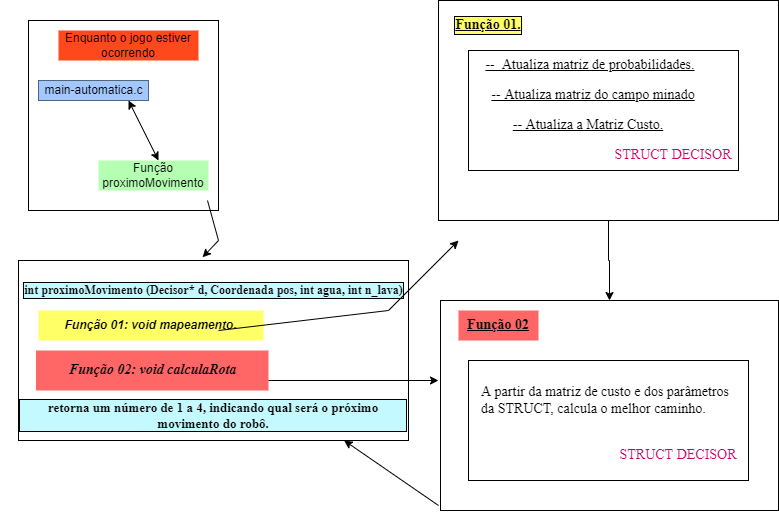 Enquanto o jogo estiver
ocorrendo
main-automatica.c
Função
proximoMovimento
int proximoMovimento (Decisor* d, Coordenada pos, int agua, int n_lava)
Função 01: void mapeamento.
Função 02: void calculaRota
retorna um número de 1 a 4, indicando qual será o próximo
movimento do robô.
Função 01.
-- Atualiza matriz de probabilidades.
-- Atualiza matriz do campo minado
-- Atualiza a Matriz Custo.
STRUCT DECISOR
Função 02
A partir da matriz de custo e dos parâmetros
da STRUCT, calcula o melhor caminho.
STRUCT DECISOR